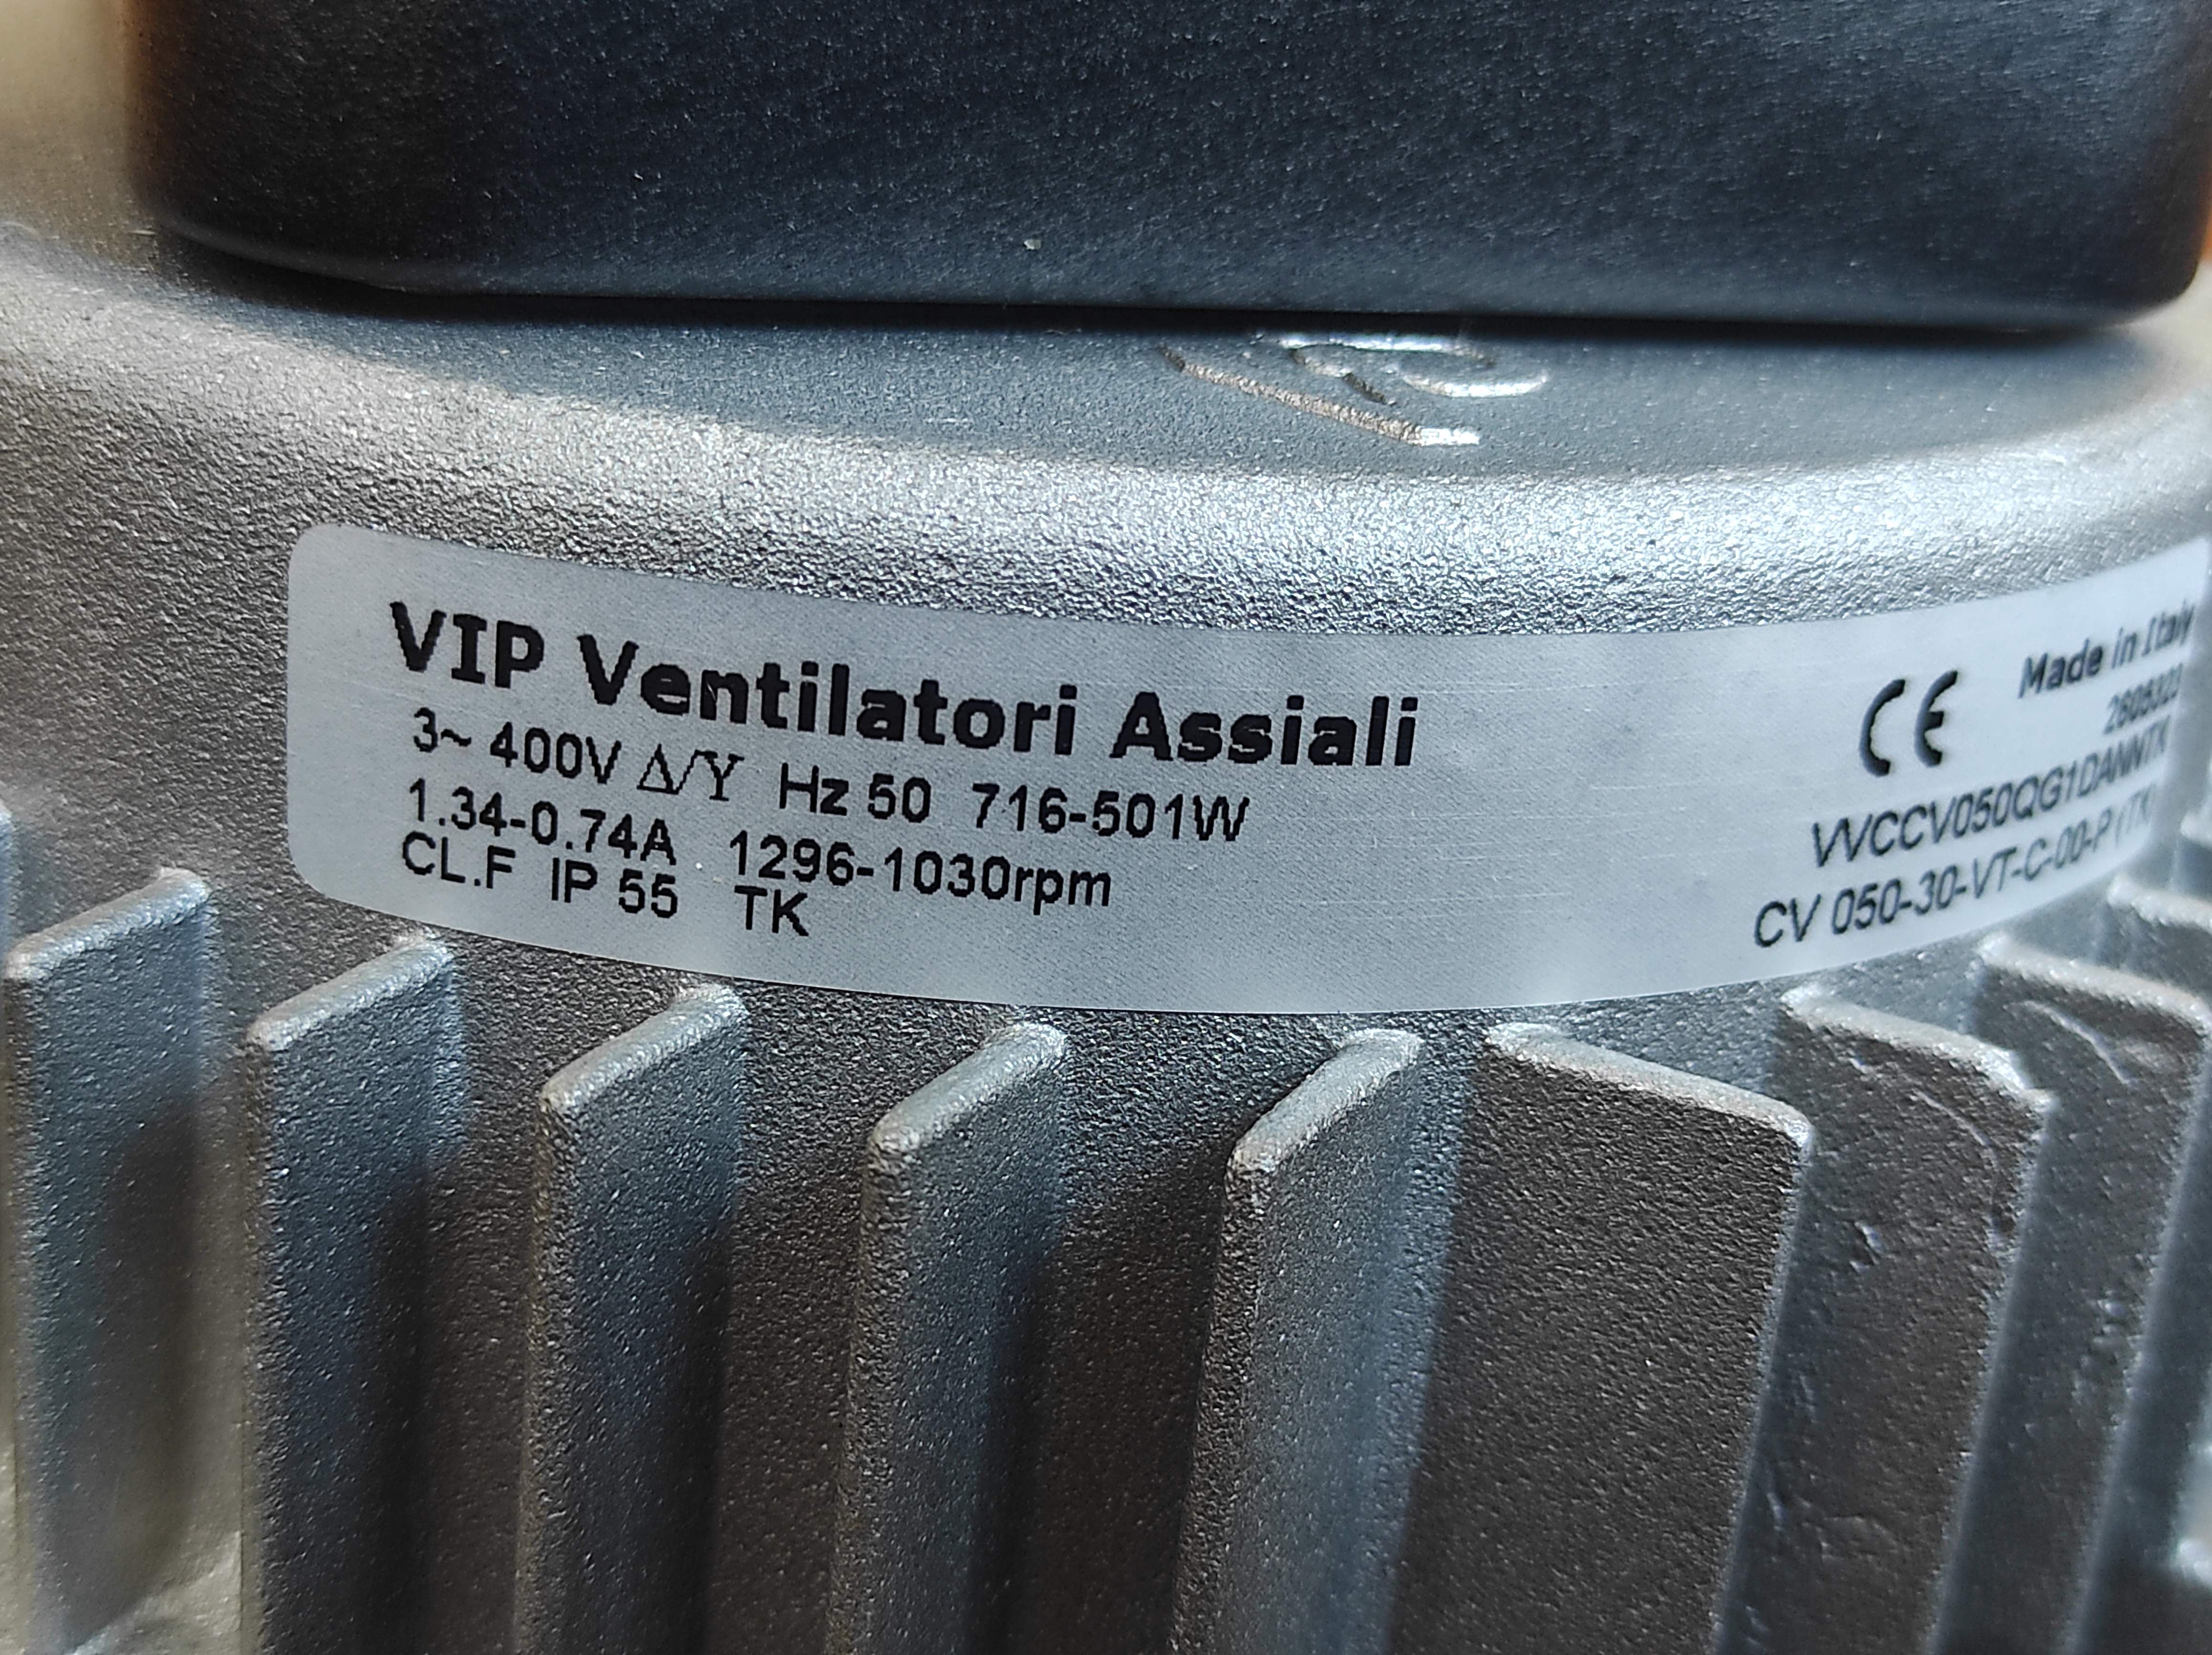 VIP Ventilatori Assiali
3~ 400V Δ/Y Hz 50 716-501W
1.34-0.74A 1296-1030rpm
CL.F IP 55 TK
CE Made in Italy
VVCCV050QG1DANNTK
CV 050-30-VT-C-00-P (TK)